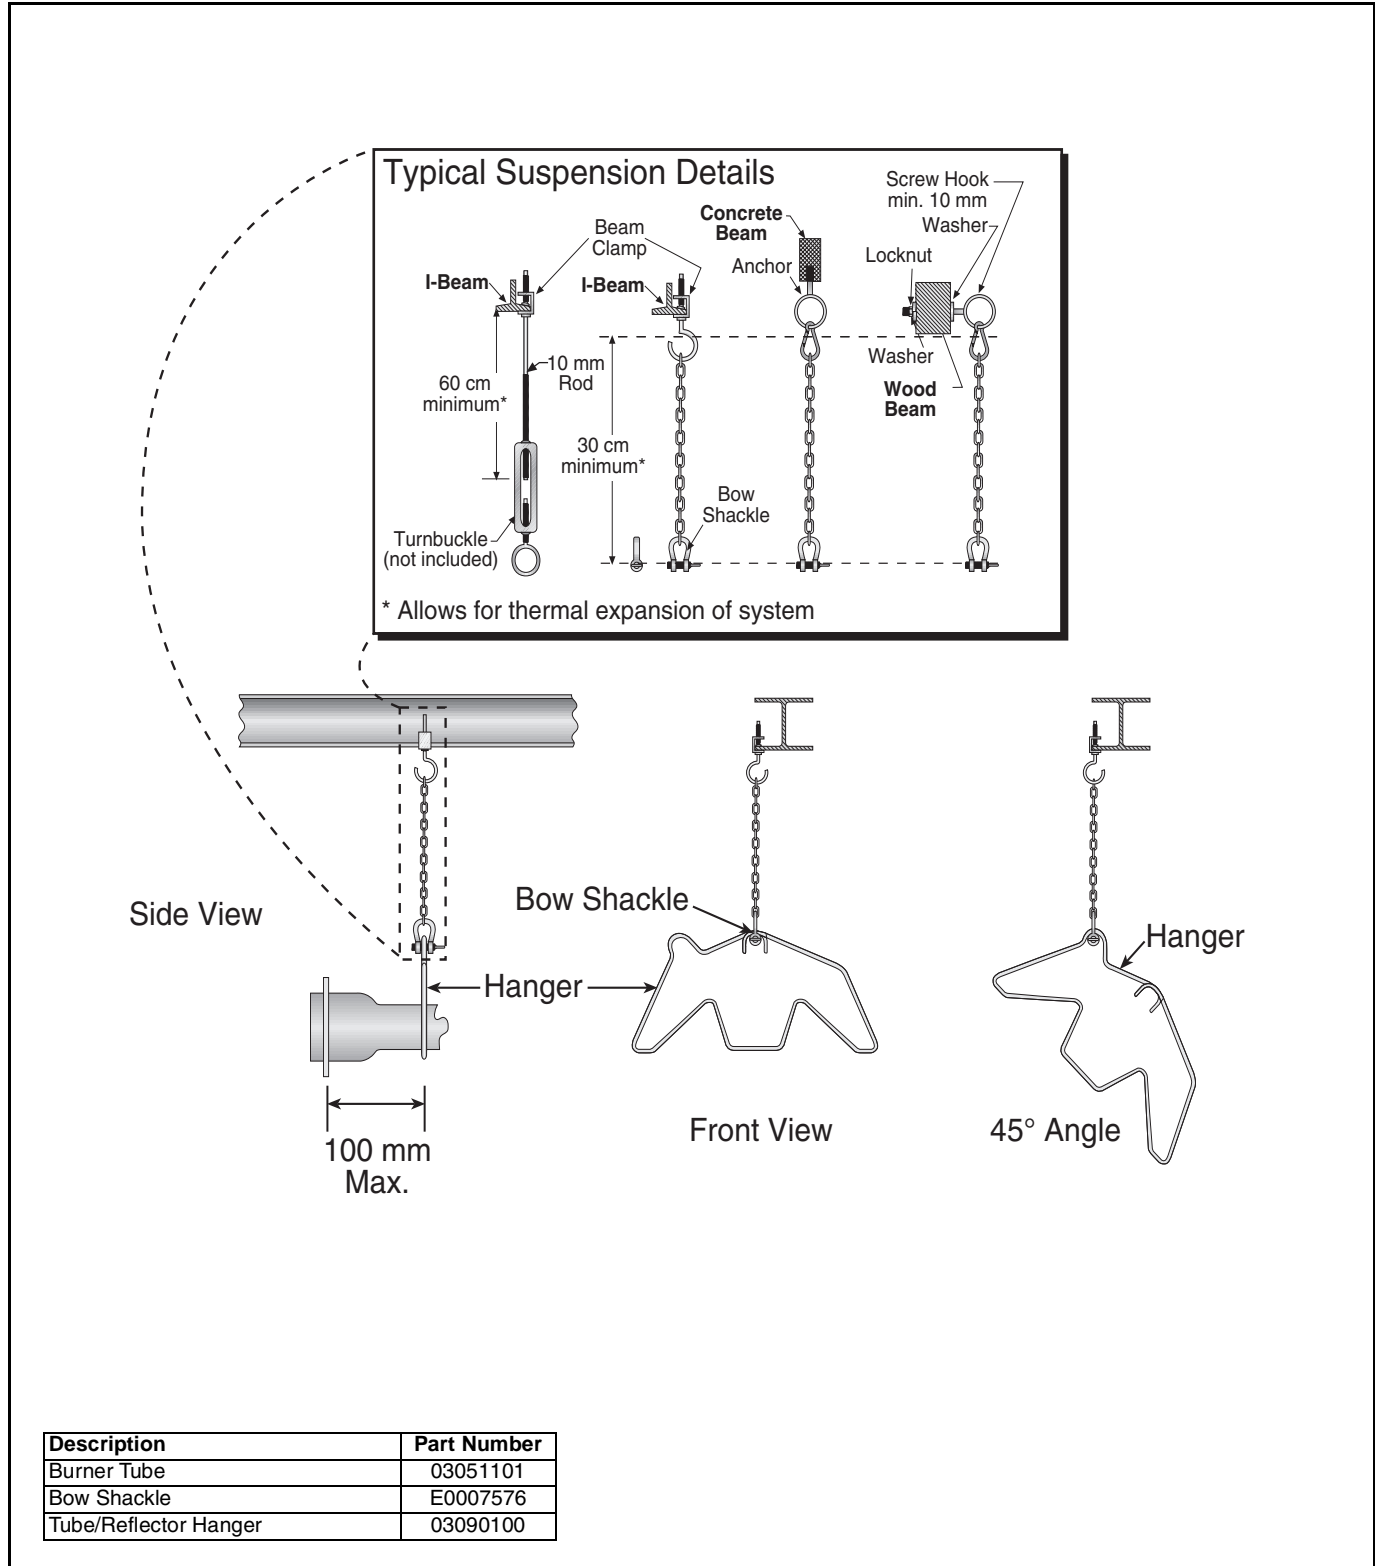 Typical Suspension Details
Screw Hook
min. 10 mm
Washer
Concrete
Beam
Beam
Clamp
Locknut
Anchor
I-Beam
I-Beam
Washer
10 mm
Rod
60 cm
minimum*
Wood
Beam
30 cm
minimum*
Bow
Shackle
Turnbuckle
(not included)
* Allows for thermal expansion of system
Side View
Bow Shackle
Hanger
Hanger
Front View
45° Angle
100 mm
Max.
Description Part Number
Burner Tube 03051101
Bow Shackle E0007576
Tube/Reflector Hanger 03090100